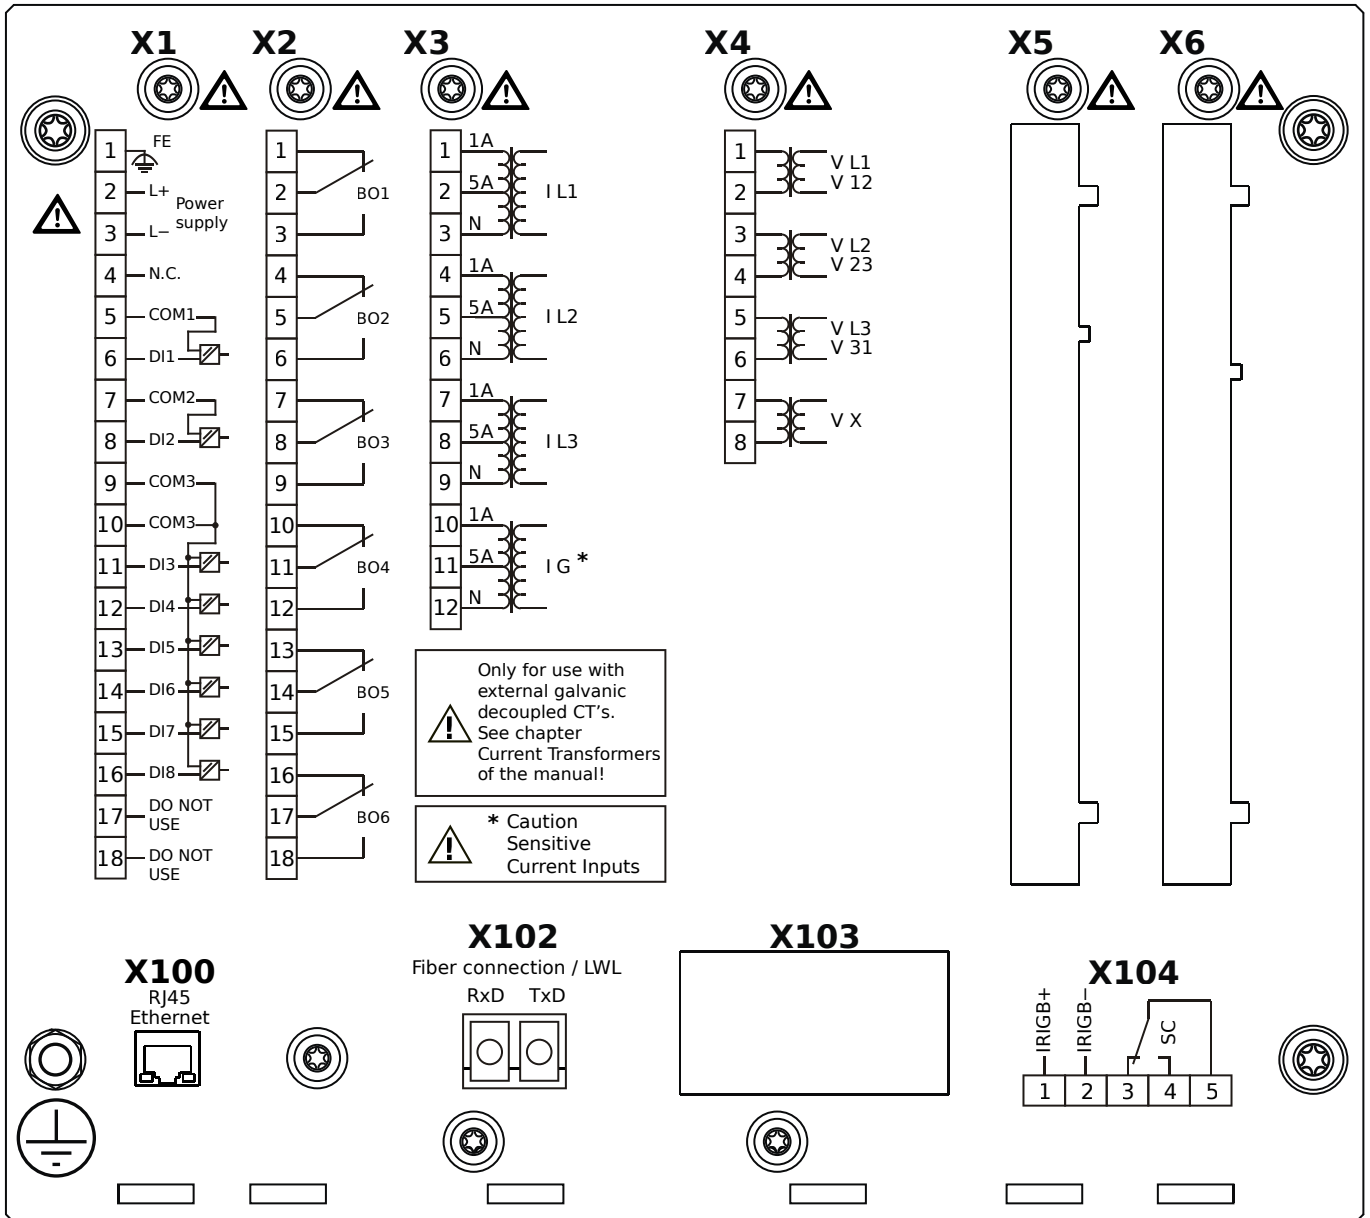 X1 X2 X3 X4 X5 X6
1 FE
2 L+
Power
supply
3 L−
4 N.C.
5 COM1
6 DI1
7 COM2
8 DI2
9 COM3
10 COM3
11 DI3
12 DI4
13 DI5
14 DI6
15 DI7
16 DI8
17 DO NOT
USE
18 DO NOT
USE
1
2 BO1
3
4
5 BO2
6
7
8 BO3
9
10
11 BO4
12
13
14 BO5
15
16
17 BO6
18
1 1A
2 5A I L1
3 N
4 1A
5 5A I L2
6 N
7 1A
8 5A I L3
9 N
10 1A
11 5A I G *
12 N
Only for use with
external galvanic
decoupled CT's.
See chapter
Current Transformers
of the manual!
* Caution
Sensitive
Current Inputs
1 V L1
2 V 12
3 V L2
4 V 23
5 V L3
6 V 31
7 V X
8
X100
RJ45
Ethernet
X102
Fiber connection / LWL
RxD TxD
X103
X104
IRIGB+
IRIGB−
SC
1 2 3 4 5